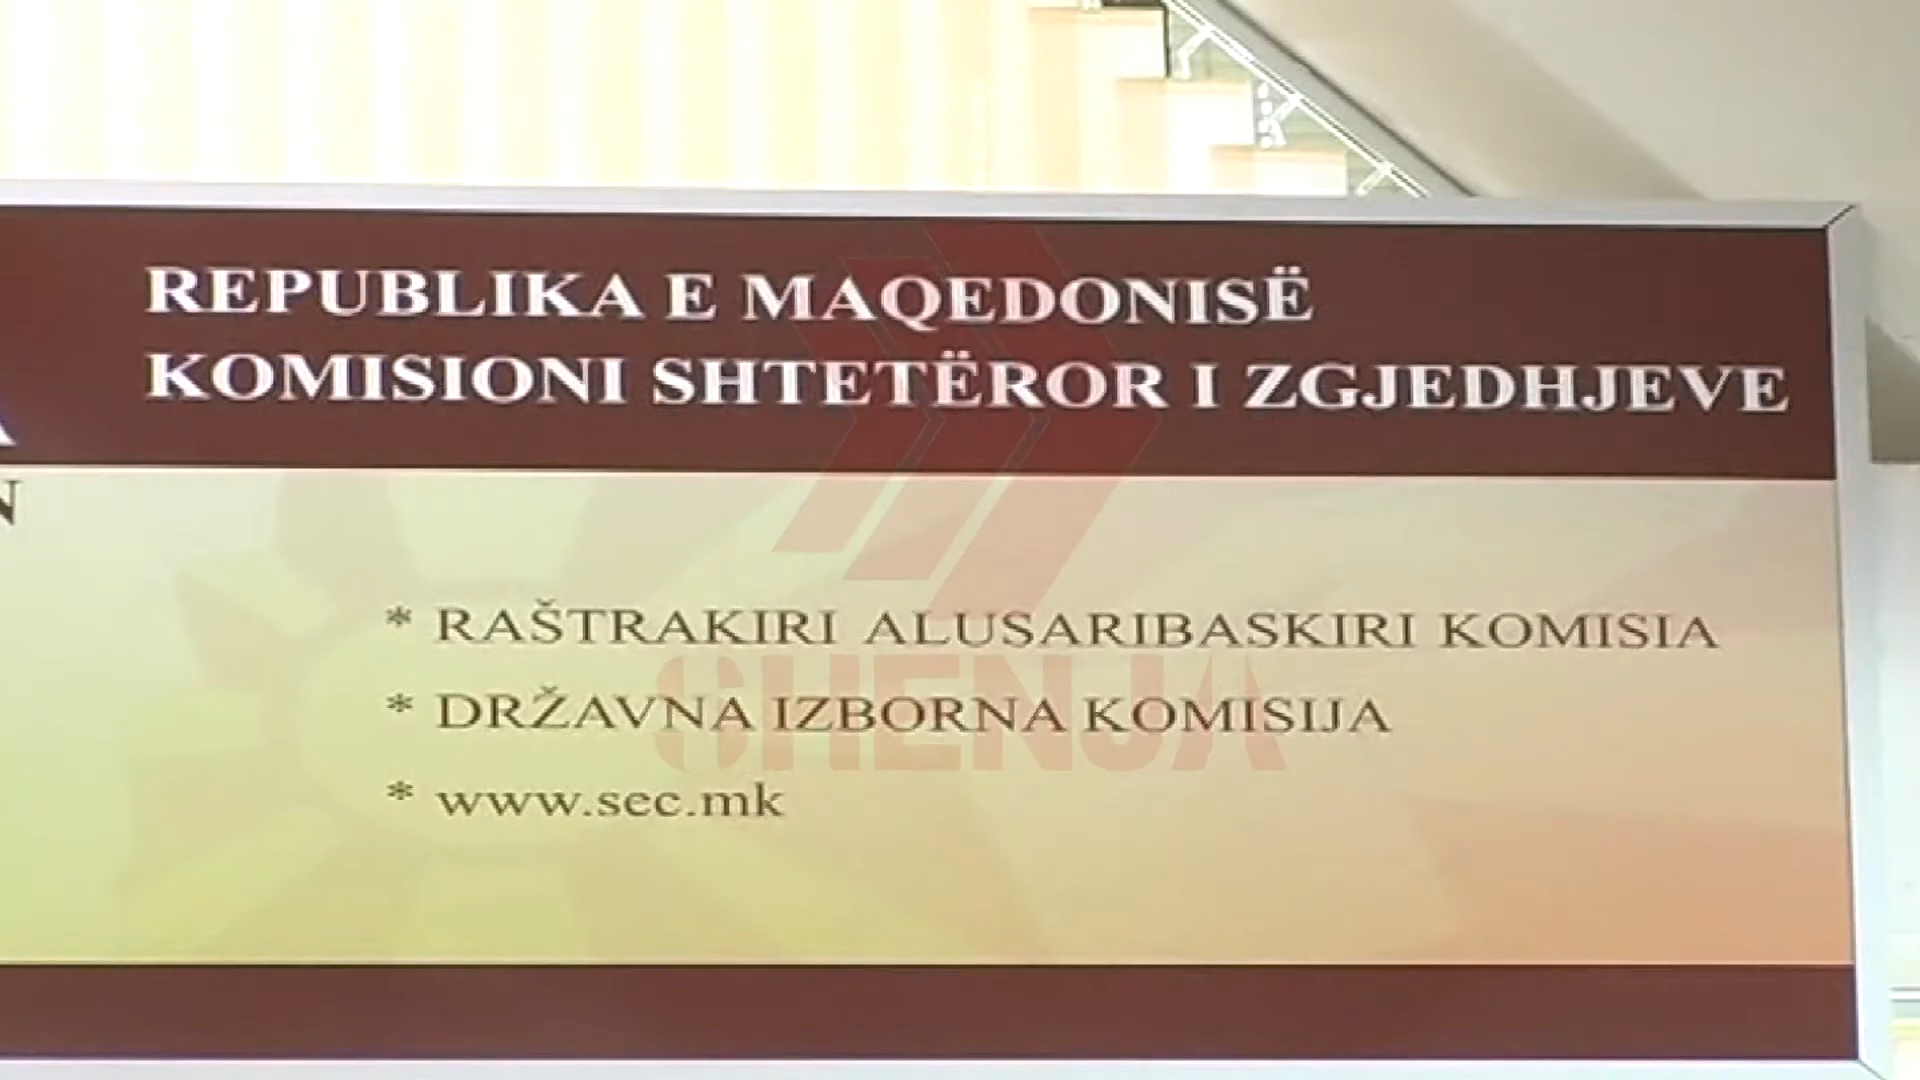 REPUBLIKA E MAQEDONISË
KOMISIONI SHTETËROR I ZGJEDHJEVE
* RAŠTRAKIRI ALUSARIBASKIRI KOMISIA
* DRŽAVNA IZBORNA KOMISIJA
* www.sec.mk
SHENJA